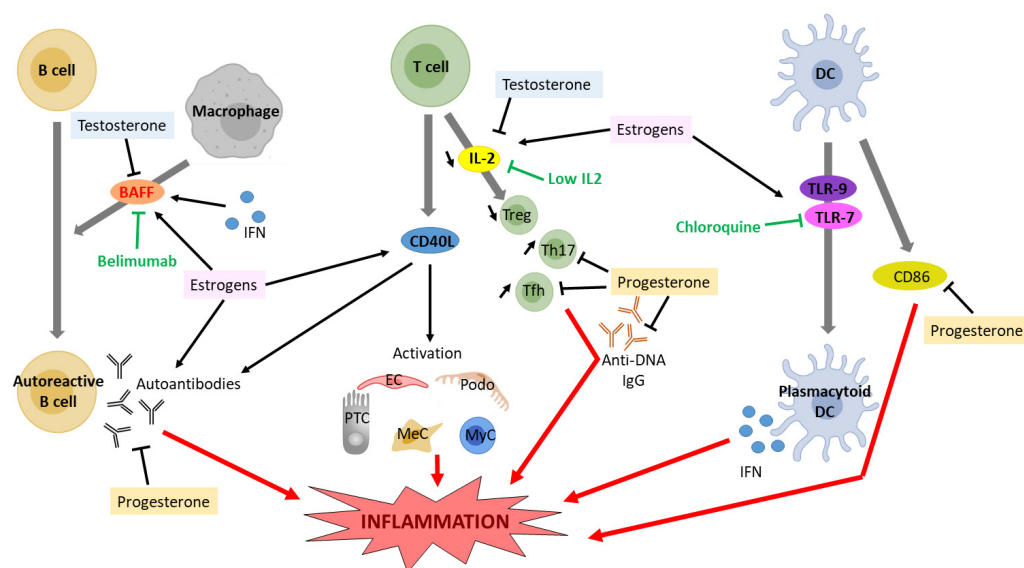 B cell
T cell
DC
Macrophage
Testosterone
Testosterone
Estrogens
BAFF
IL-2
Low IL2
TLR-9
TLR-7
IFN
Treg
Chloroquine
Belimumab
CD40L
Th17
CD86
Estrogens
Tfh
Progesterone
Progesterone
Activation
Anti-DNA
IgG
Autoreactive
B cell
Autoantibodies
EC
Podo
PTC
MeC
MyC
Plasmacytoid
DC
IFN
Progesterone
INFLAMMATION